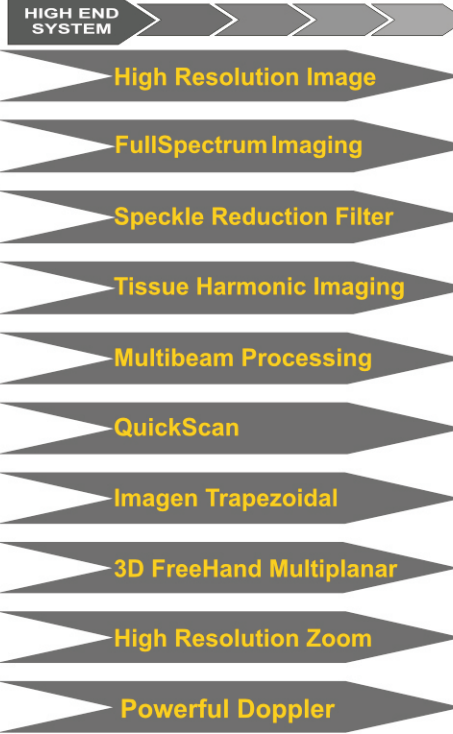 HIGH END
SYSTEM
High Resolution Image
FullSpectrum Imaging
Speckle Reduction Filter
Tissue Harmonic Imaging
Multibeam Processing
QuickScan
Imagen Trapezoidal
3D FreeHand Multiplanar
High Resolution Zoom
Powerful Doppler